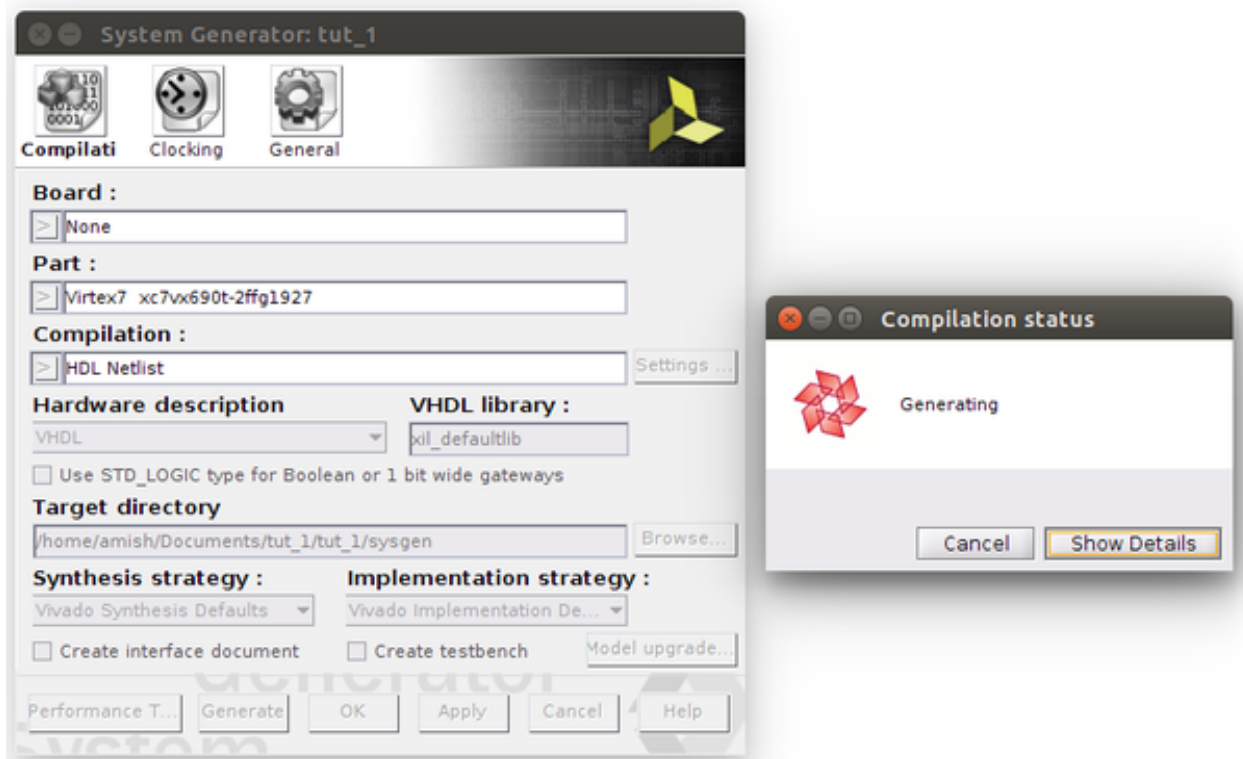 System Generator: tut_1
Compilati Clocking General
Board :
> None
Part :
> Virtex7 xc7vx690t-2ffg1927
Compilation :
> HDL Netlist Settings ...
Hardware description VHDL library :
VHDL xil_defaultlib
Use STD_LOGIC type for Boolean or 1 bit wide gateways
Target directory
/home/amish/Documents/tut_1/tut_1/sysgen Browse...
Synthesis strategy : Implementation strategy :
Vivado Synthesis Defaults Vivado Implementation De...
Create interface document Create testbench Model upgrade...
Generator
Performance T... Generate OK Apply Cancel Help
System
Compilation status
Generating
Cancel Show Details